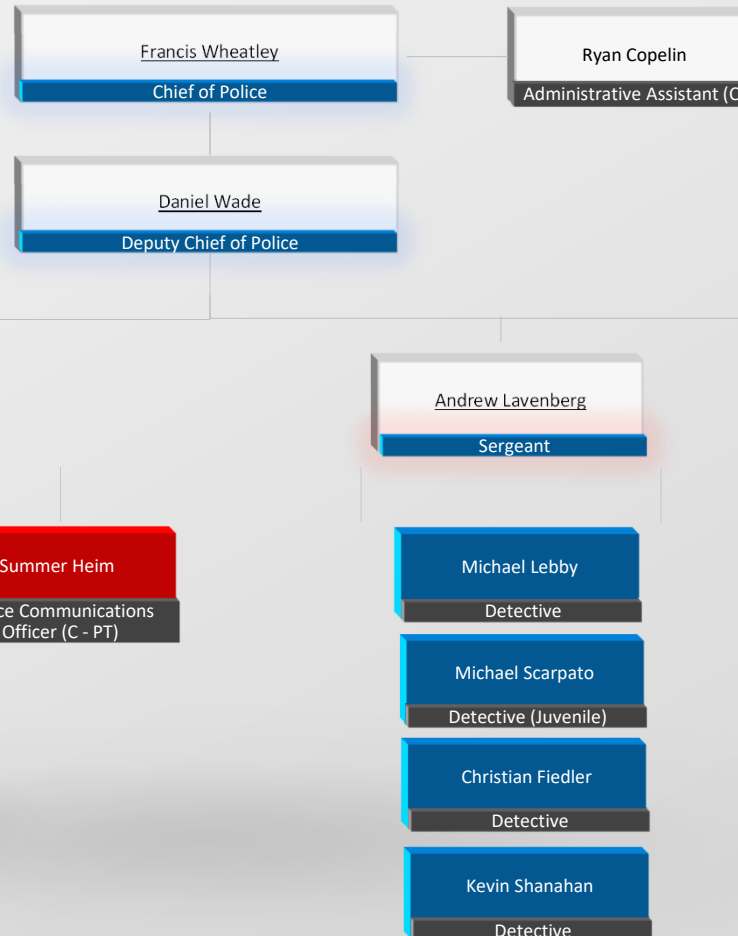 Francis Wheatley
Chief of Police
Ryan Copelin
Administrative Assistant
Daniel Wade
Deputy Chief of Police
Andrew Lavenberg
Sergeant
Summer Heim
Communications
Officer (C - PT)
Michael Lebby
Detective
Michael Scarpato
Detective (Juvenile)
Christian Fiedler
Detective
Kevin Shanahan
Detective